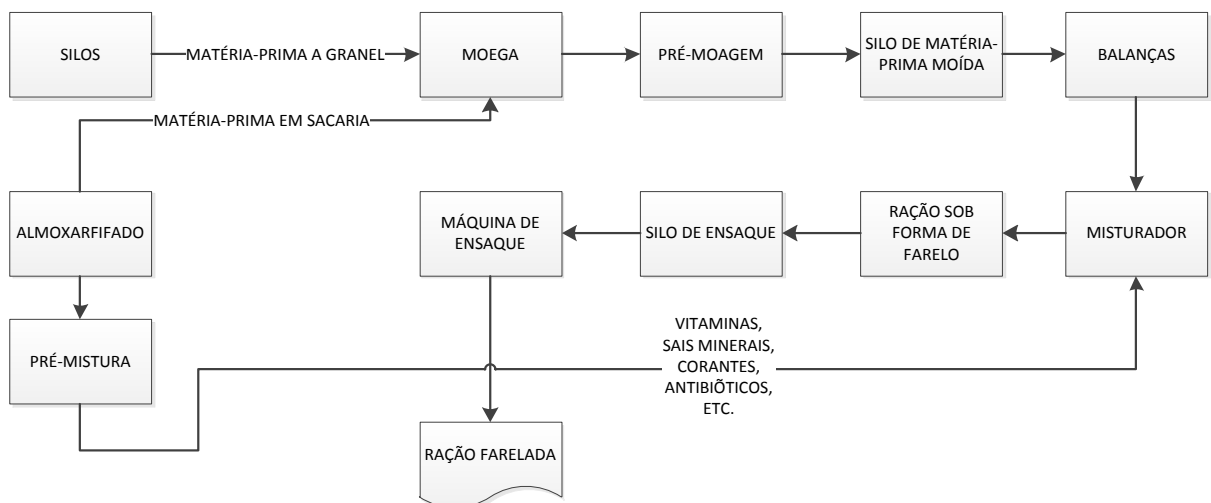 SILOS
MATÉRIA-PRIMA A GRANEL
MOEGA
PRÉ-MOAGEM
SILO DE MATÉRIA-
PRIMA MOÍDA
BALANÇAS
MATÉRIA-PRIMA EM SACARIA
ALMOXARFIFADO
MÁQUINA DE
ENSAQUE
SILO DE ENSAQUE
RAÇÃO SOB
FORMA DE
FARELO
MISTURADOR
PRÉ-MISTURA
VITAMINAS,
SAIS MINERAIS,
CORANTES,
ANTIBIÕTICOS,
ETC.
RAÇÃO FARELADA